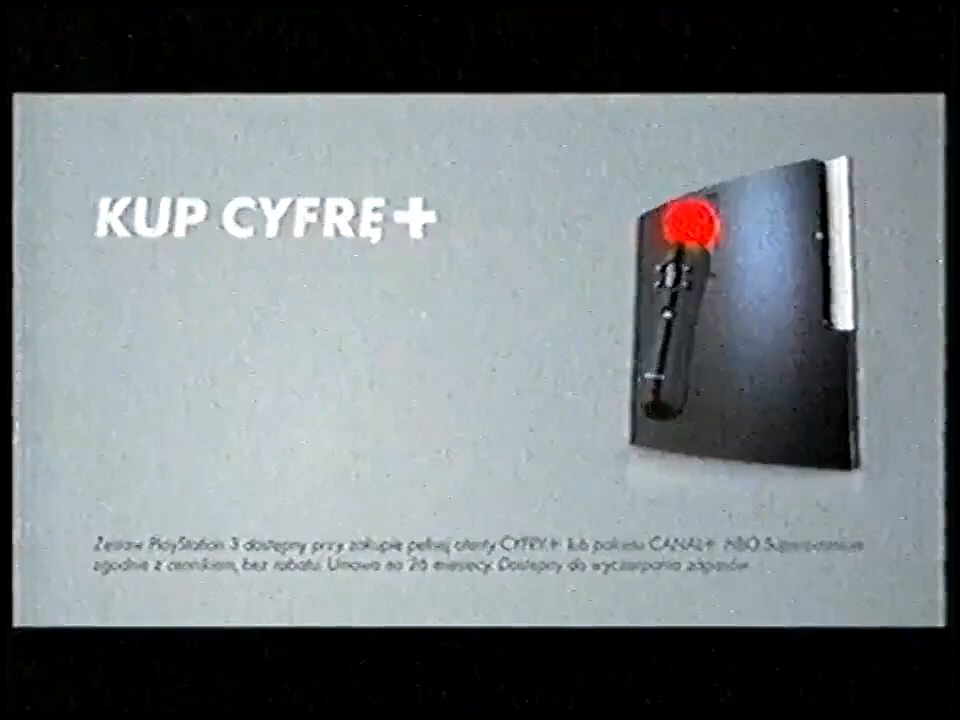 KUP CYFRĘ+
Zestaw PlayStation 3 dostępny przy zakupie pełnej oferty CYFRY+ lub pakietu CANAL+ HBO
zgodnie z cennikiem, bez rabatu. Umowa na 26 miesięcy. Dostępny do wyczerpania zapasów